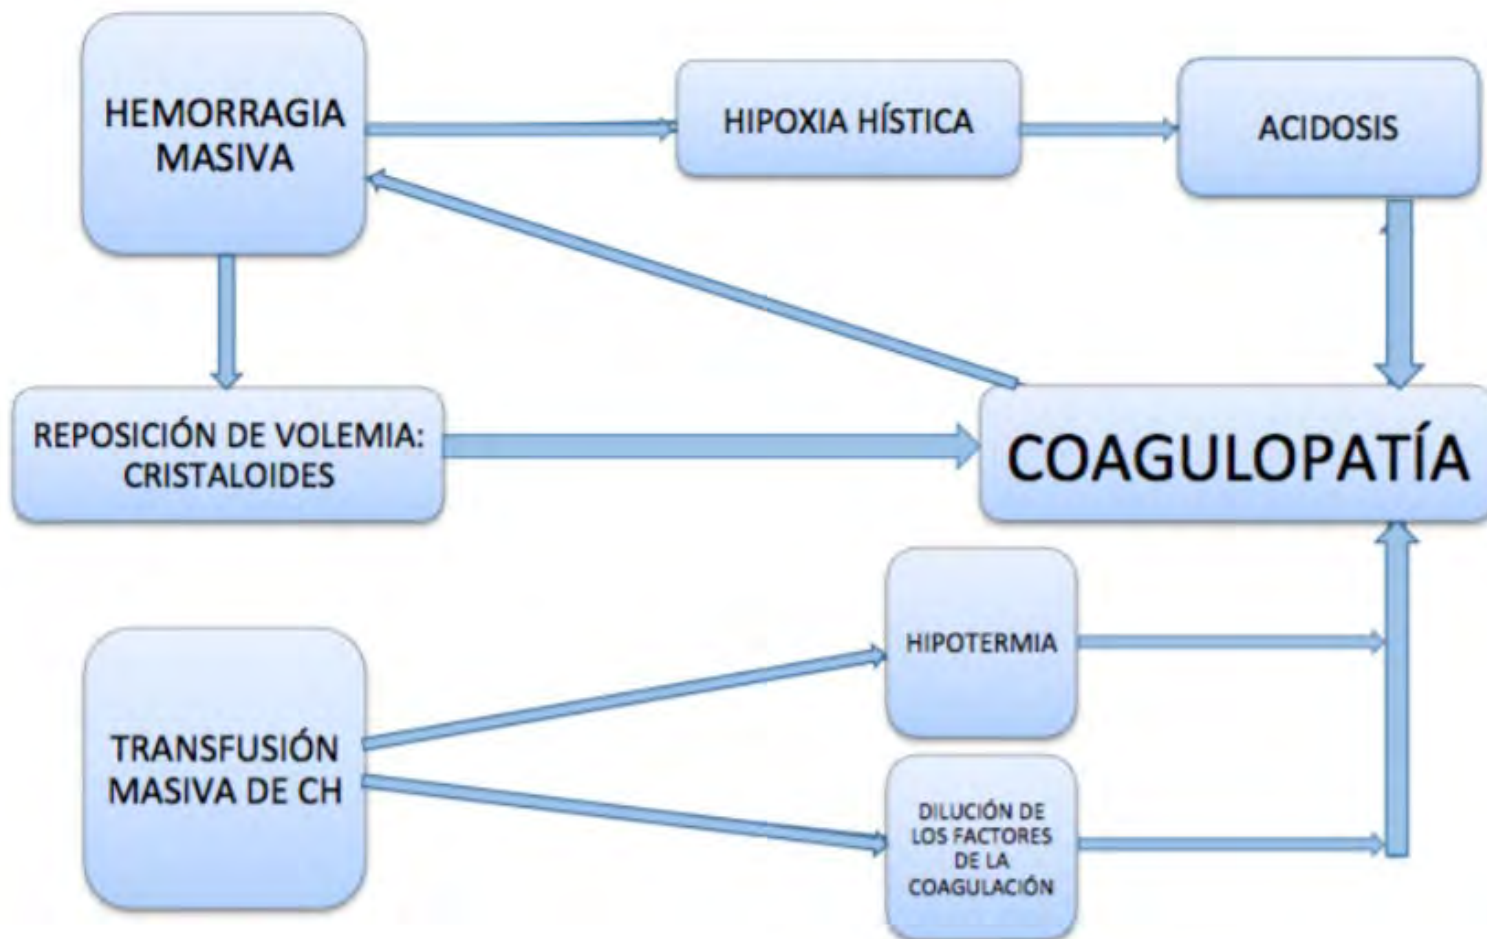 HEMORRAGIA
MASIVA
HIPOXIA HÍSTICA
ACIDOSIS
REPOSICIÓN DE VOLEMIA:
CRISTALOIDES
COAGULOPATÍA
HIPOTERMIA
TRANSFUSIÓN
MASIVA DE CH
DILUCIÓN DE
LOS FACTORES
DE LA
COAGULACIÓN